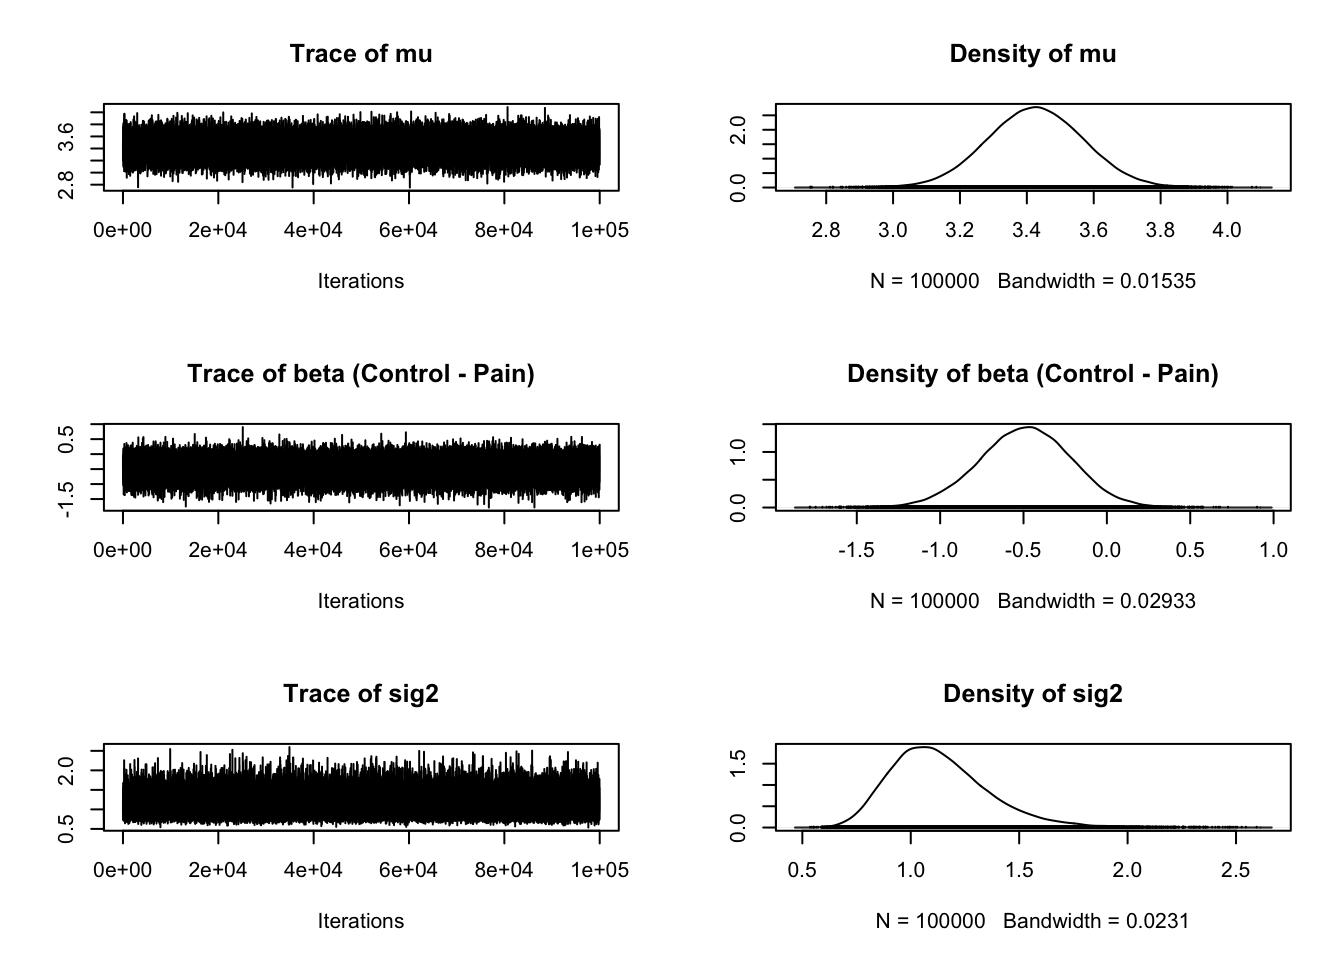 Trace of mu
3.6
2.8
0e+00 2e+04 4e+04 6e+04 8e+04 1e+05
Iterations
Density of mu
2.0
0.0
2.8 3.0 3.2 3.4 3.6 3.8 4.0
N = 100000 Bandwidth = 0.01535
Trace of beta (Control - Pain)
0.5
-1.5
0e+00 2e+04 4e+04 6e+04 8e+04 1e+05
Iterations
Density of beta (Control - Pain)
1.0
0.0
-1.5 -1.0 -0.5 0.0 0.5 1.0
N = 100000 Bandwidth = 0.02933
Trace of sig2
2.0
0.5
0e+00 2e+04 4e+04 6e+04 8e+04 1e+05
Iterations
Density of sig2
1.5
0.0
0.5 1.0 1.5 2.0 2.5
N = 100000 Bandwidth = 0.0231